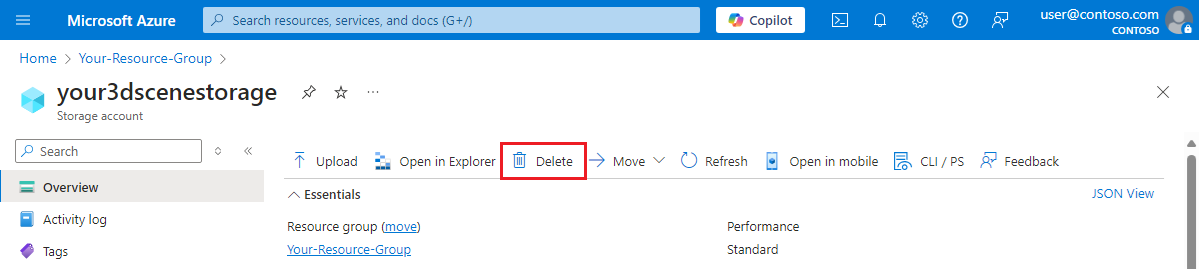 Microsoft Azure
Search resources, services, and docs (G+/)
Copilot
user@contoso.com
CONTOSO
Home > Your-Resource-Group >
your3dscenestorage
Storage account
Search
Upload Open in Explorer Delete Move Refresh Open in mobile CLI / PS Feedback
Overview
Essentials
JSON View
Activity log
Resource group (move)
Performance
Tags
Your-Resource-Group
Standard